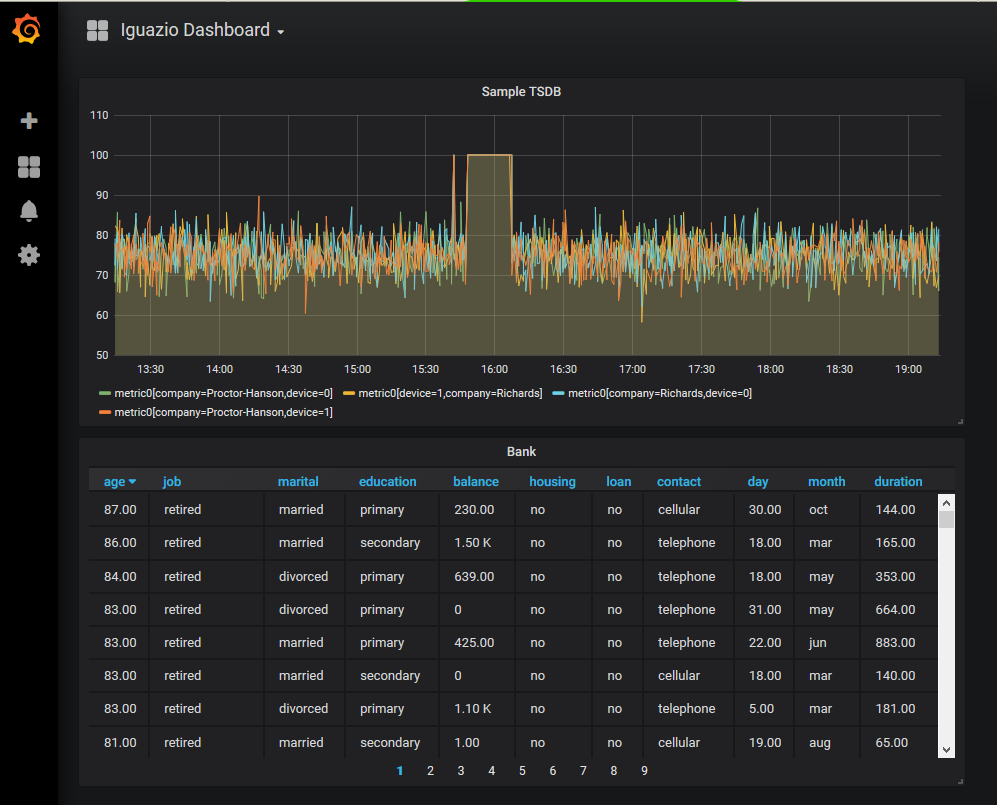 Iguazio Dashboard
Sample TSDB
110
100
90
80
70
60
50
13:30 14:00 14:30 15:00 15:30 16:00 16:30 17:00 17:30 18:00 18:30 19:00
metric0[company=Proctor-Hanson,device=0] metric0[device=1,company=Richards] metric0[company=Richards,device=0]
metric0[company=Proctor-Hanson,device=1]
Bank
age job marital education balance housing loan contact day month duration
87.00 retired married primary 230.00 no no cellular 30.00 oct 144.00
86.00 retired married secondary 1.50 K no no telephone 18.00 mar 165.00
84.00 retired divorced primary 639.00 no no telephone 18.00 may 353.00
83.00 retired divorced primary 0 no no telephone 31.00 may 664.00
83.00 retired married primary 425.00 no no telephone 22.00 jun 883.00
83.00 retired married secondary 0 no no cellular 18.00 mar 140.00
83.00 retired divorced primary 1.10 K no no telephone 5.00 mar 181.00
81.00 retired married secondary 1.00 no no cellular 19.00 aug 65.00
1 2 3 4 5 6 7 8 9